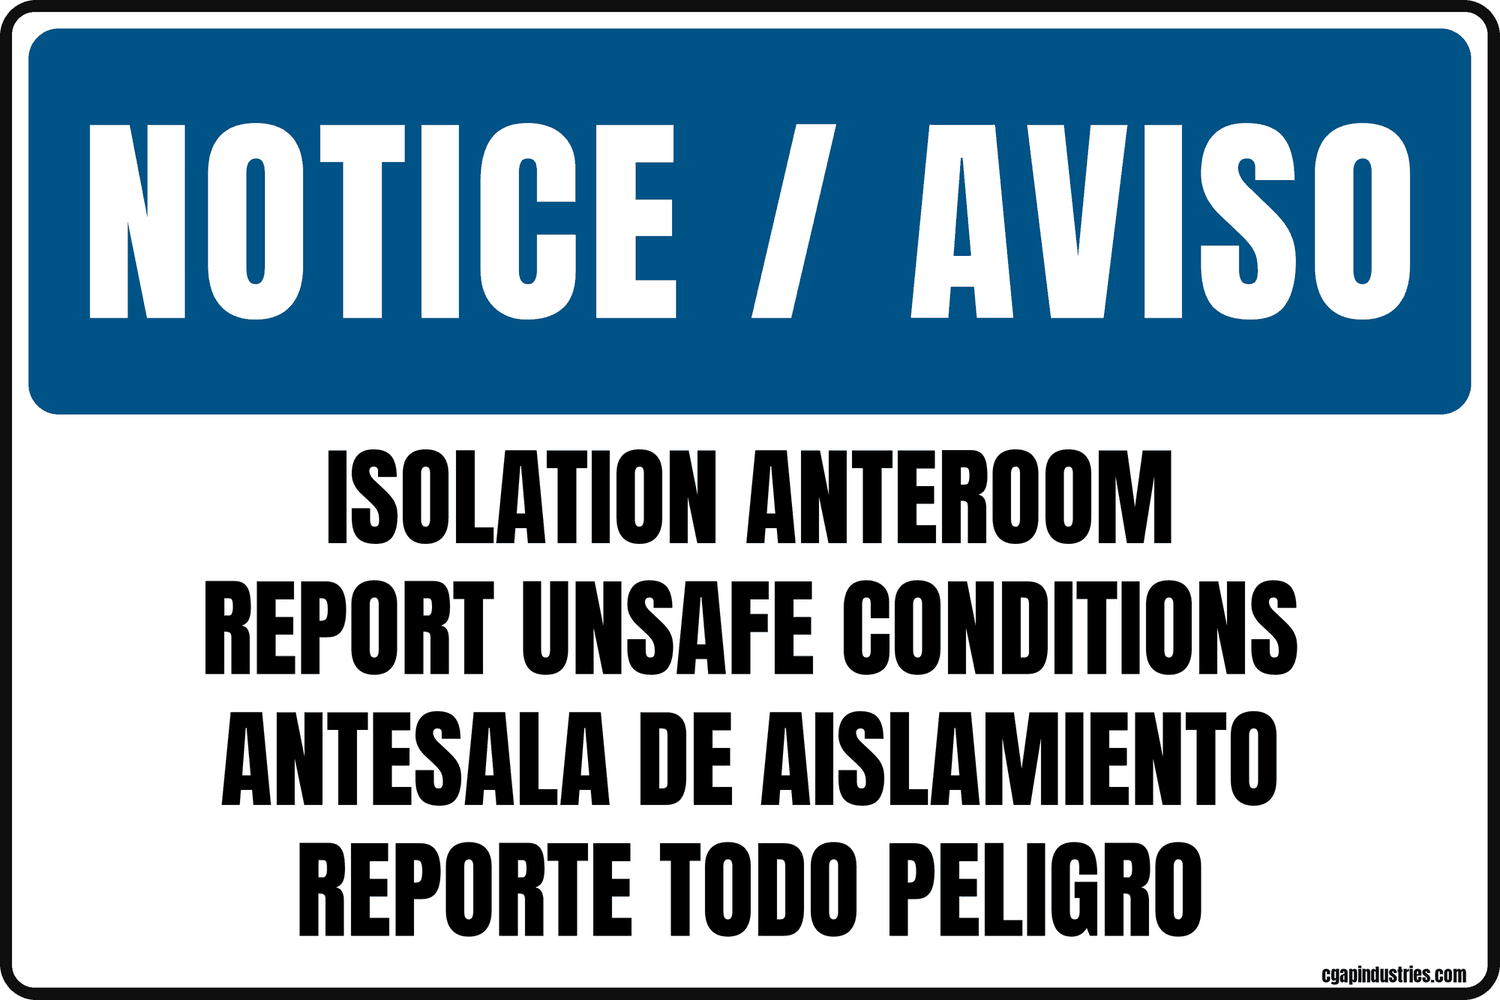 NOTICE / AVISO
ISOLATION ANTEROOM
REPORT UNSAFE CONDITIONS
ANTESALA DE AISLAMIENTO
REPORTE TODO PELIGRO
cgapindustries.com